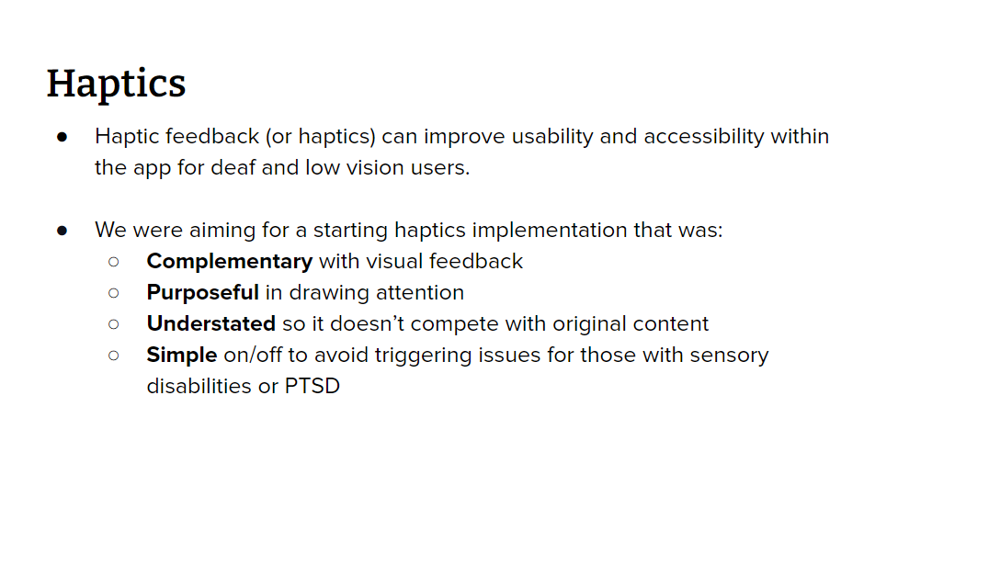 Haptics
● Haptic feedback (or haptics) can improve usability and accessibility within
the app for deaf and low vision users.
● We were aiming for a starting haptics implementation that was:
○ Complementary with visual feedback
○ Purposeful in drawing attention
○ Understated so it doesn’t compete with original content
○ Simple on/off to avoid triggering issues for those with sensory
disabilities or PTSD